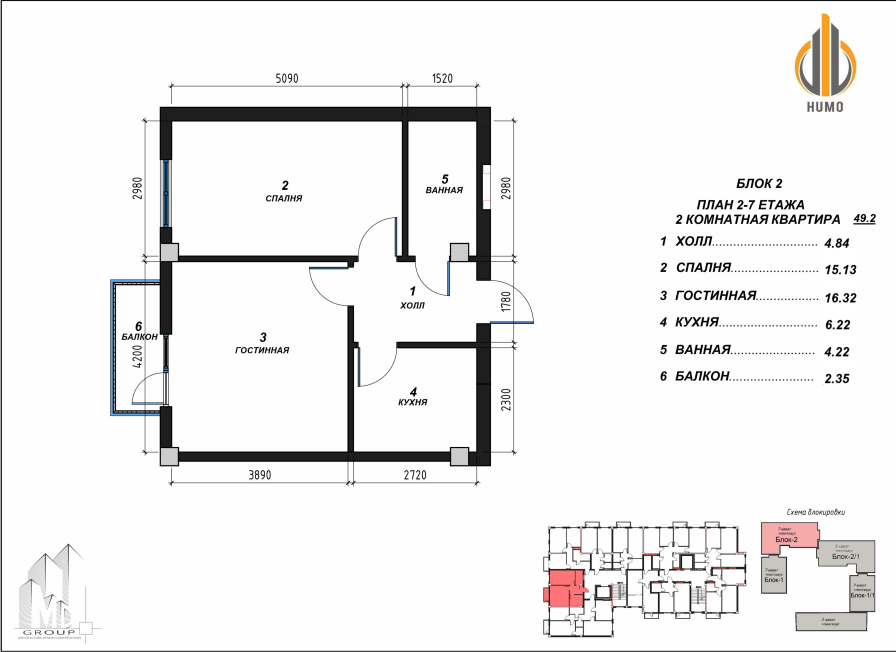 HUMO
5090
1520
2980
2980
2
СПАЛНЯ
5
ВАННАЯ
1
ХОЛЛ
1780
6
БАЛКОН
4200
3
ГОСТИННАЯ
4
КУХНЯ
2300
3890
2720
БЛОК 2
ПЛАН 2-7 ЕТАЖА
2 КОМНАТНАЯ КВАРТИРА 49.2
1 ХОЛЛ............................ 4.84
2 СПАЛНЯ....................... 15.13
3 ГОСТИННАЯ................. 16.32
4 КУХНЯ.......................... 6.22
5 ВАННАЯ....................... 4.22
6 БАЛКОН....................... 2.35
Схема блокировки
Блок-2
Блок-2/1
Блок-1
Блок-1/1
MD
GROUP